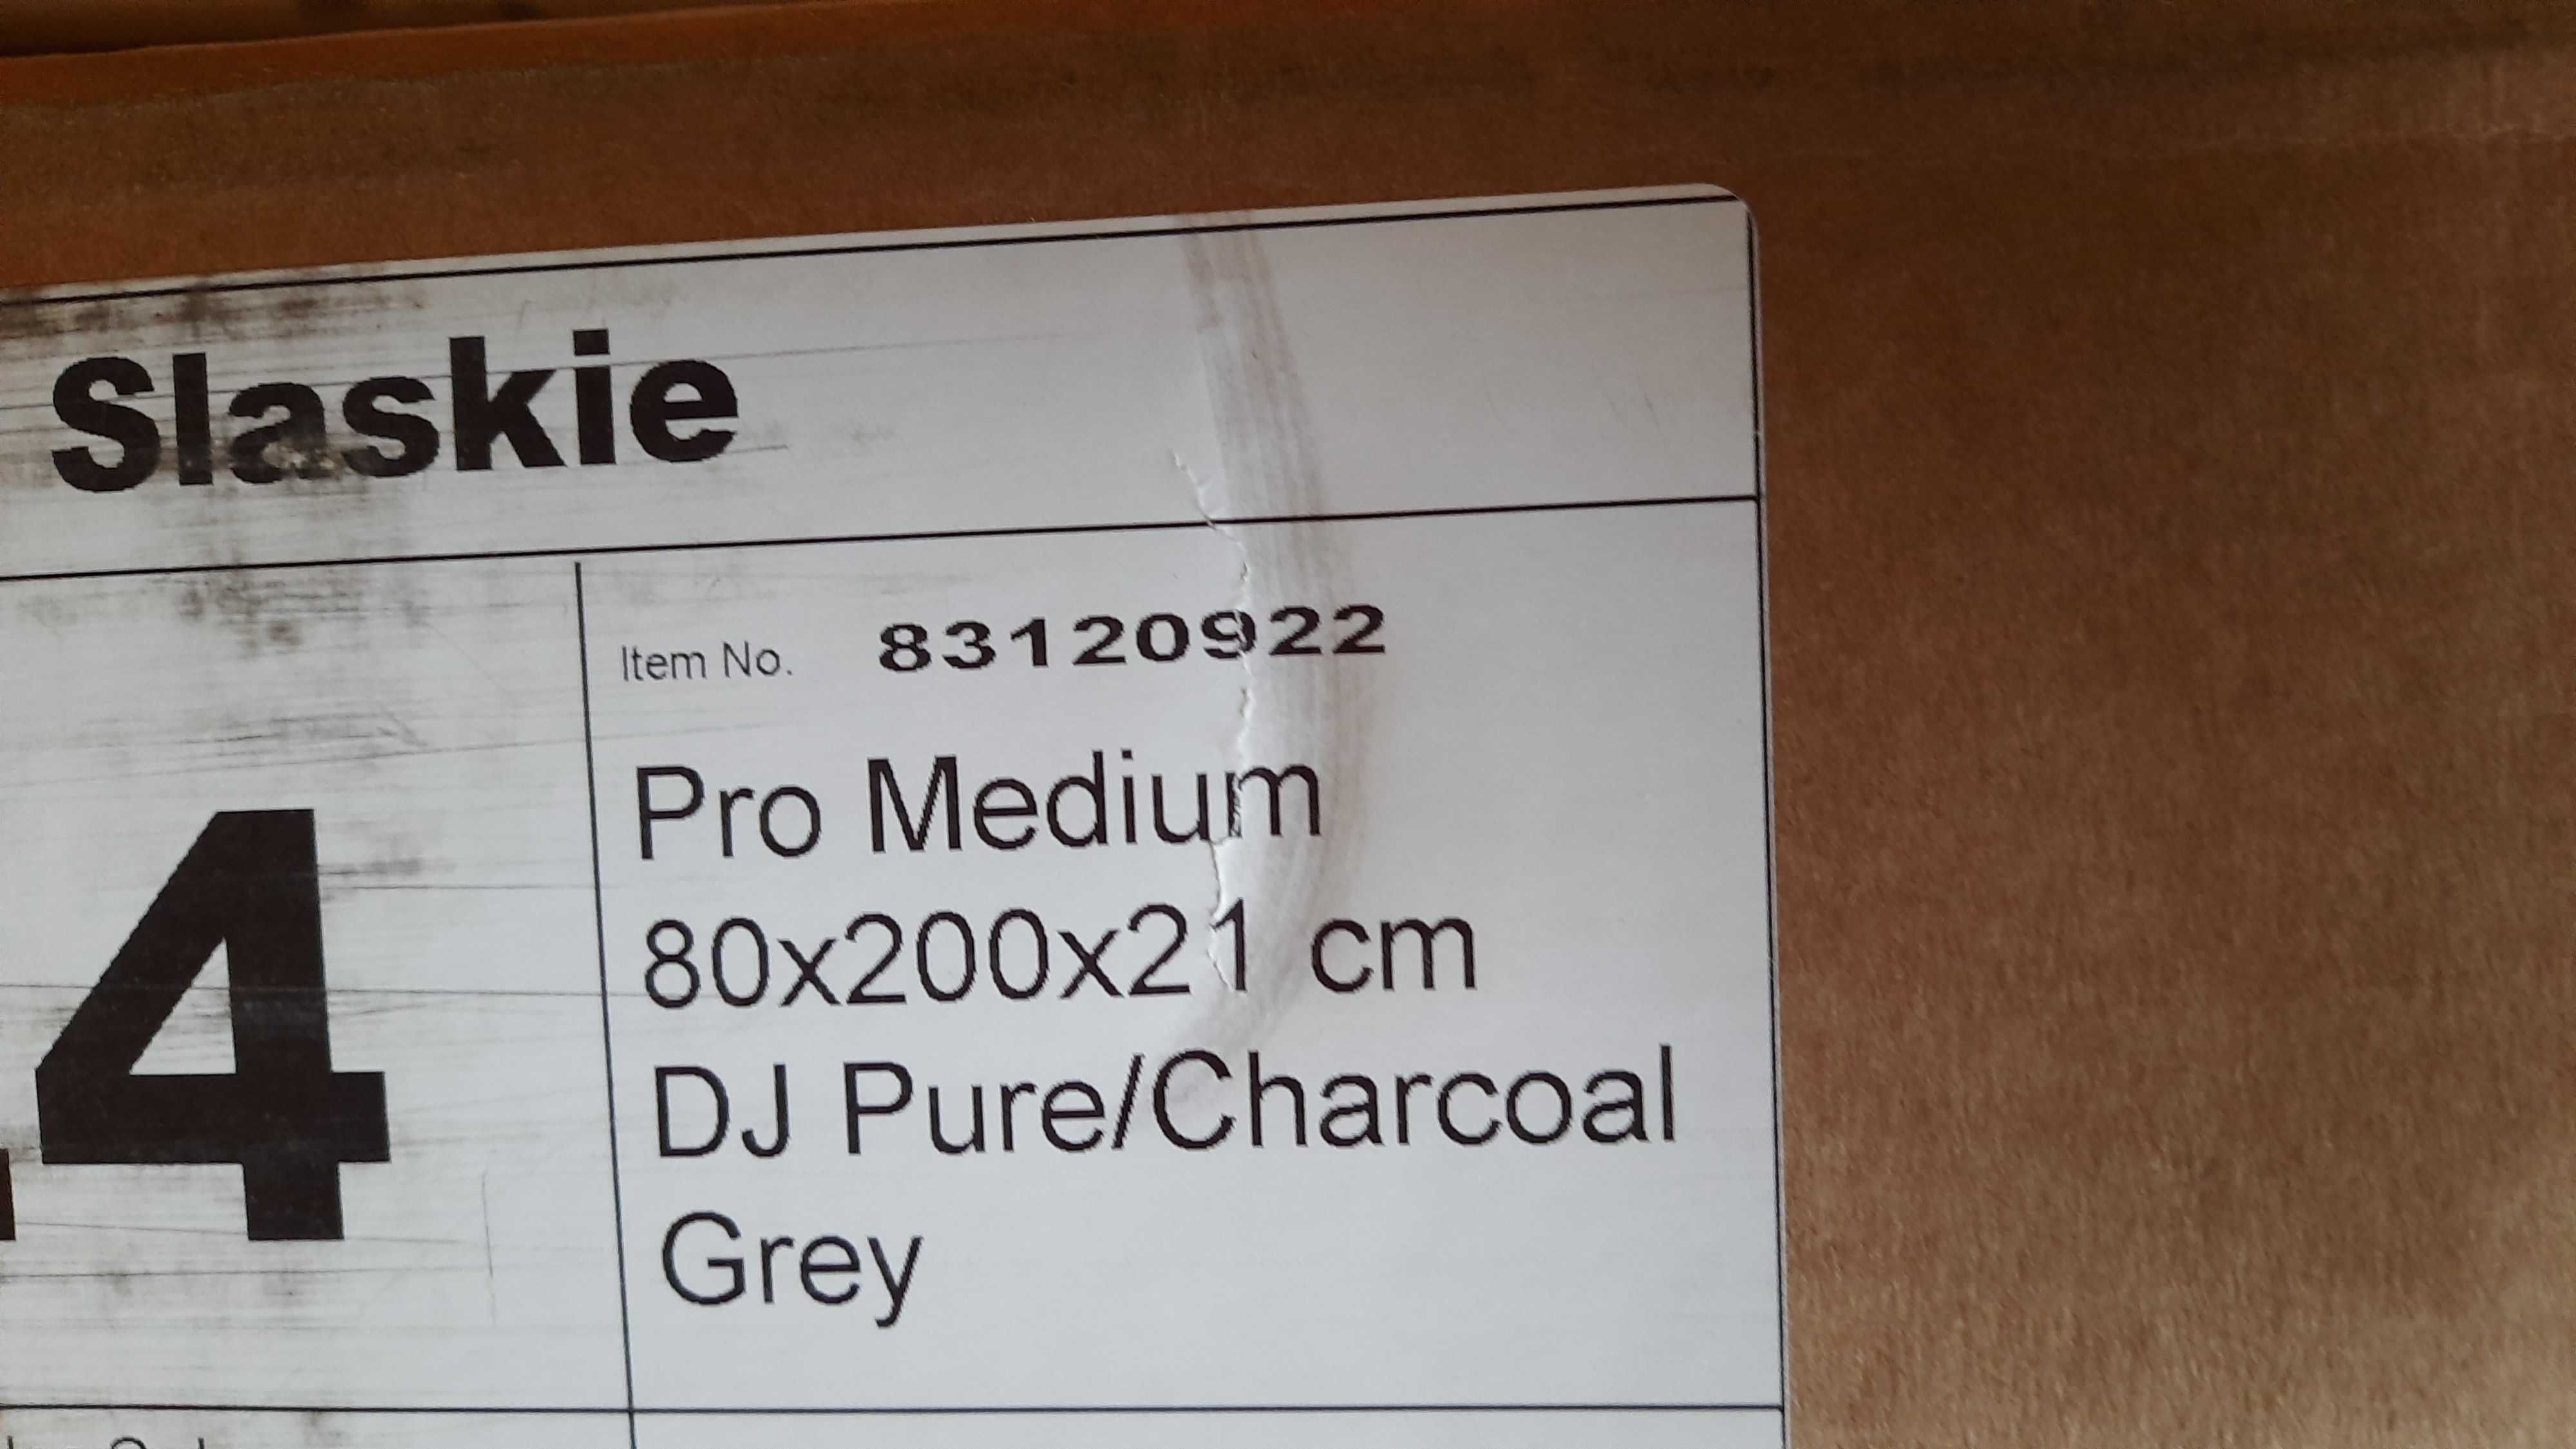 Slaskie
Item No. 83120922
.4
Pro Medium
80x200x21 cm
DJ Pure/Charcoal
Grey